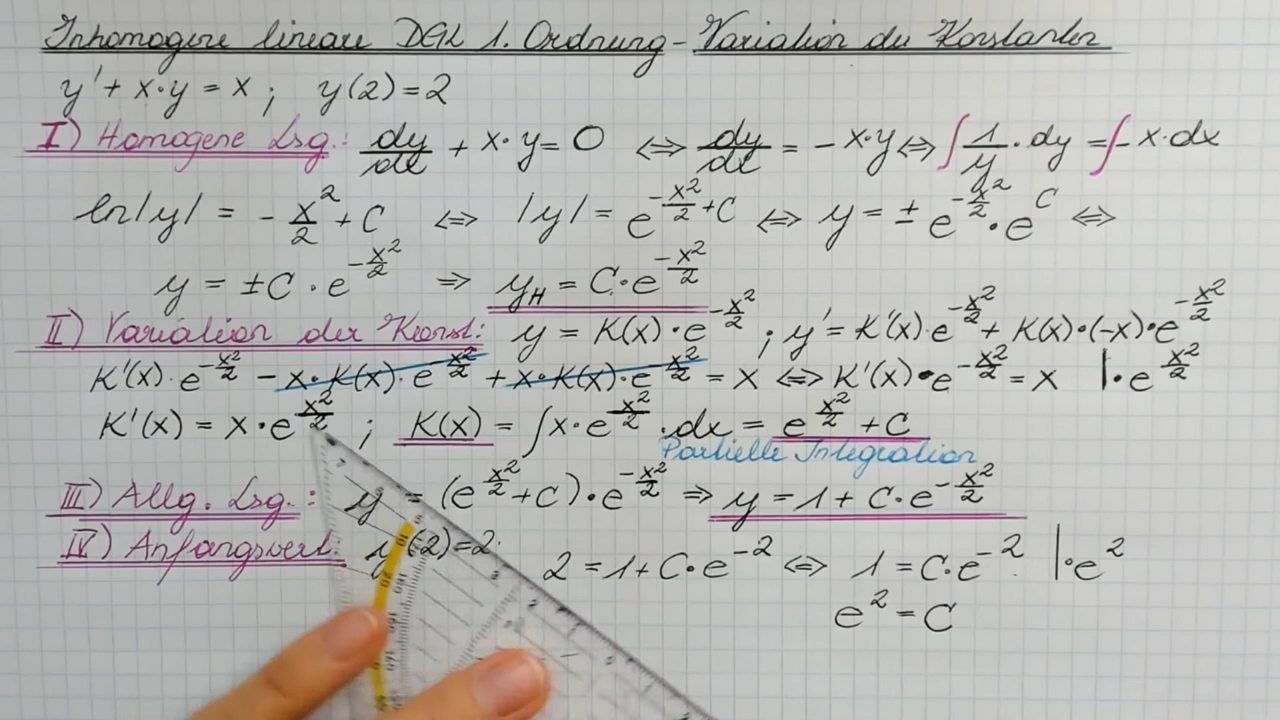 Inhomogene lineare DGL 1. Ordnung - Variation der Konstanten
y' + x·y = x ; y(2) = 2
I) Homogene Lsg.: dy/dx + x·y = 0 ⇔ dy/dx = -x·y ⇔ ∫ 1/y · dy = ∫ -x·dx
ln|y| = -x²/2 + C ⇔ |y| = e^(-x²/2 + C) ⇔ y = ± e^(-x²/2) · e^C ⇔
y = ±C · e^(-x²/2) ⇒ y_H = C·e^(-x²/2)
II) Variation der Konst.: y = K(x)·e^(-x²/2) ; y' = K'(x)·e^(-x²/2) + K(x)·(-x)·e^(-x²/2)
K'(x)·e^(-x²/2) - x·K(x)·e^(-x²/2) + x·K(x)·e^(-x²/2) = x ⇔ K'(x)·e^(-x²/2) = x |·e^(x²/2)
K'(x) = x·e^(x²/2) ; K(x) = ∫x·e^(x²/2)·dx = e^(x²/2) + C
Partielle Integration
III) Allg. Lsg.: y = (e^(x²/2) + C)·e^(-x²/2) ⇒ y = 1 + C·e^(-x²/2)
IV) Anfangswert: y(2) = 2: 2 = 1 + C·e^(-2) ⇔ 1 = C·e^(-2) |·e²
e² = C